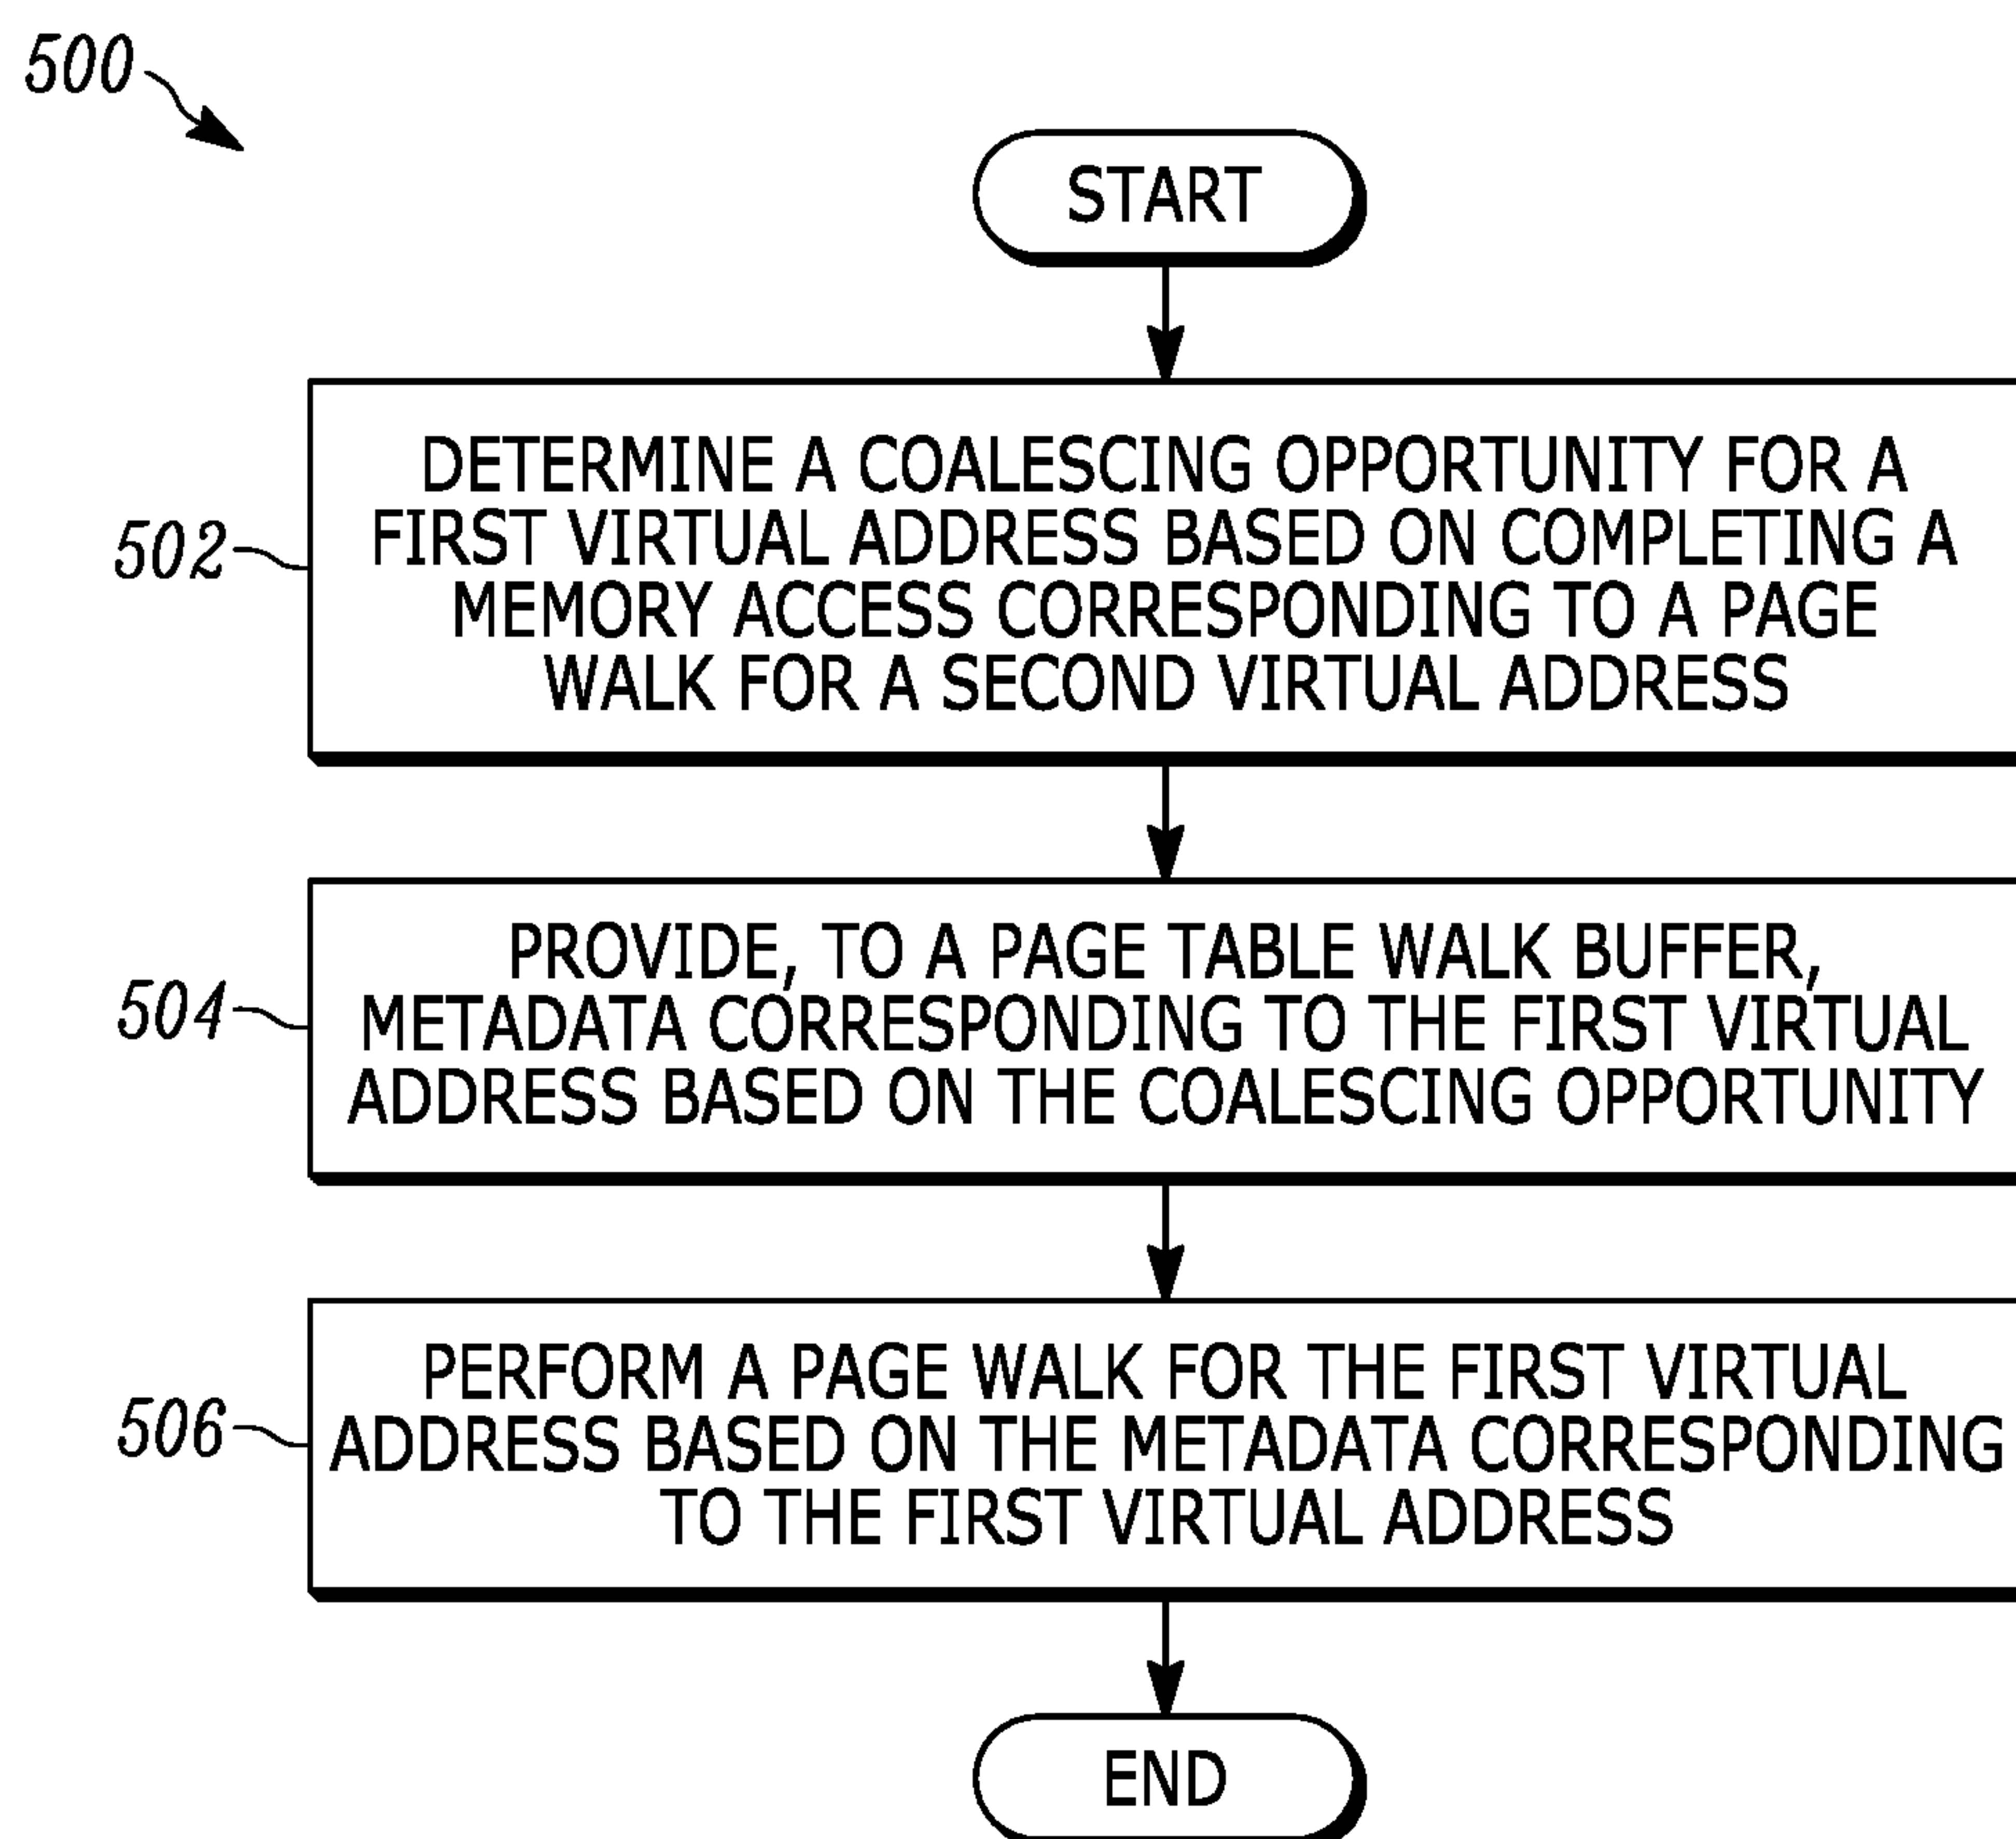 500
START
502
DETERMINE A COALESCING OPPORTUNITY FOR A
FIRST VIRTUAL ADDRESS BASED ON COMPLETING A
MEMORY ACCESS CORRESPONDING TO A PAGE
WALK FOR A SECOND VIRTUAL ADDRESS
504
PROVIDE, TO A PAGE TABLE WALK BUFFER,
METADATA CORRESPONDING TO THE FIRST VIRTUAL
ADDRESS BASED ON THE COALESCING OPPORTUNITY
506
PERFORM A PAGE WALK FOR THE FIRST VIRTUAL
ADDRESS BASED ON THE METADATA CORRESPONDING
TO THE FIRST VIRTUAL ADDRESS
END